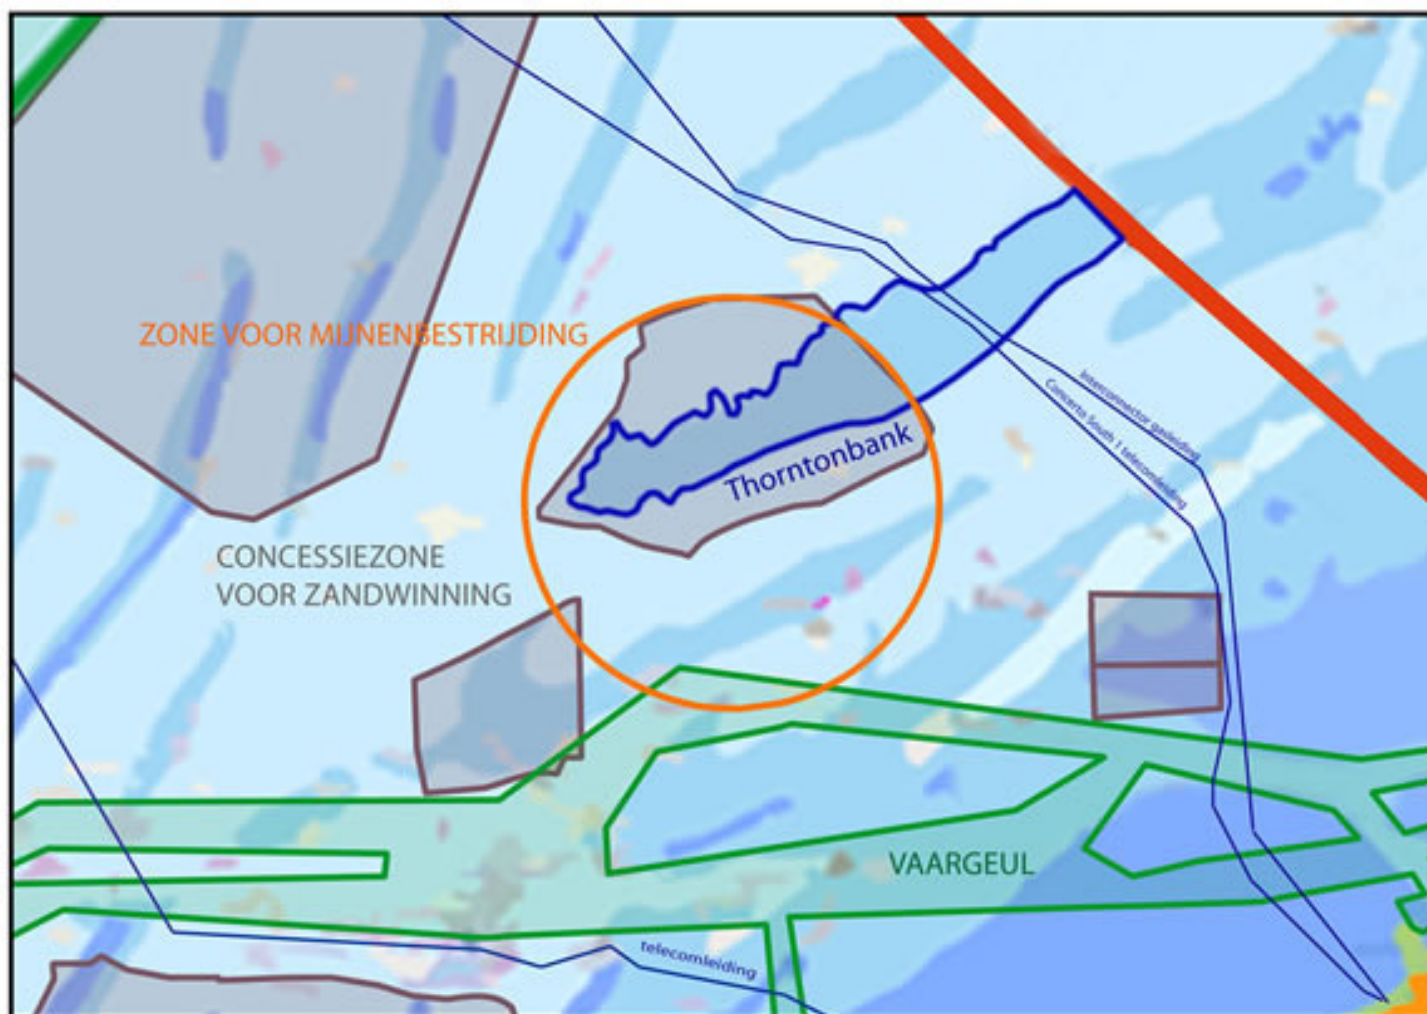 ZONE VOOR MIJNENBESTRIJDING
Interconnector gasleiding
Concerto South 1 telecomleiding
Thorntonbank
CONCESSIEZONE
VOOR ZANDWINNING
VAARGEUL
telecomleiding